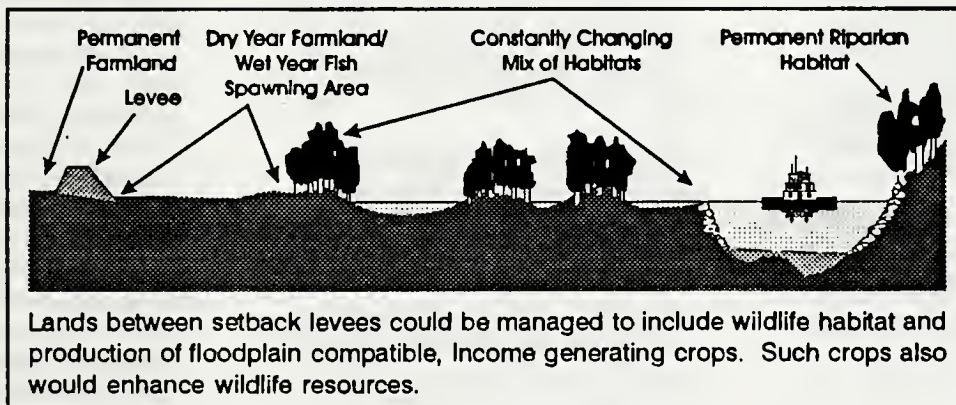 Permanent
Farmland
Levee
Dry Year Farmland/
Wet Year Fish
Spawning Area
Constantly Changing
Mix of Habitats
Permanent Riparian
Habitat
Lands between setback levees could be managed to include wildlife habitat and
production of floodplain compatible, Income generating crops. Such crops also
would enhance wildlife resources.